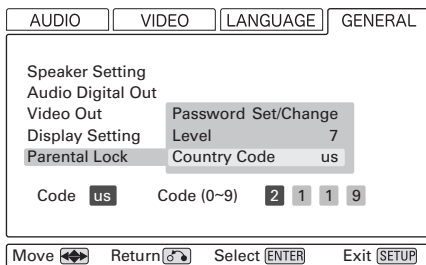 AUDIO VIDEO LANGUAGE GENERAL
Speaker Setting
Audio Digital Out
Video Out Password Set/Change
Display Setting Level 7
Parental Lock Country Code us
Code us Code (0~9) 2 1 1 9
Move Return Select ENTER Exit SETUP